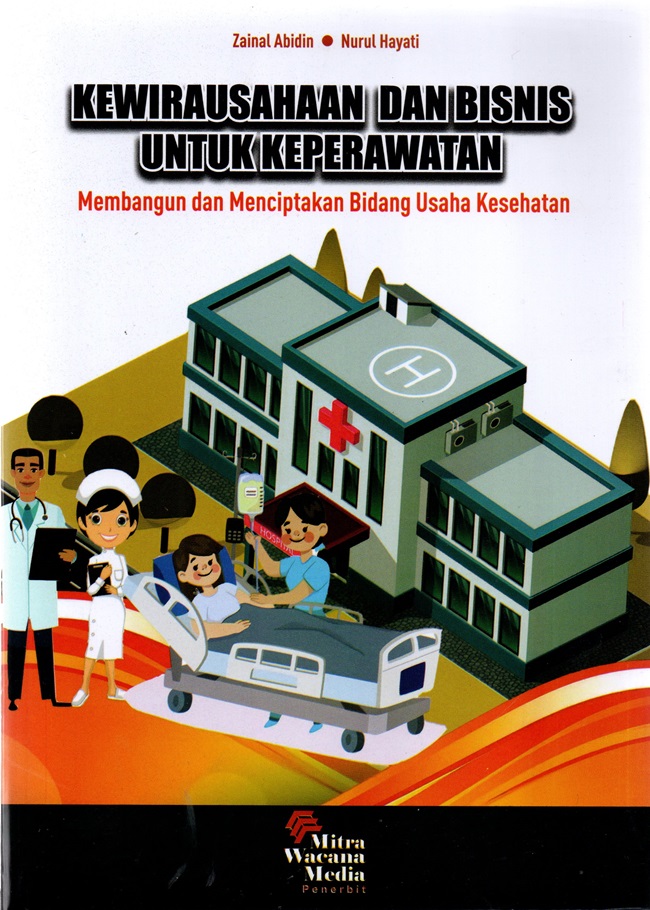 Zainal Abidin ● Nurul Hayati
KEWIRAUSAHAAN DAN BISNIS
UNTUK KEPERAWATAN
Membangun dan Menciptakan Bidang Usaha Kesehatan
H
HOSPITAL
Mitra
Wacana
Media
Penerbit